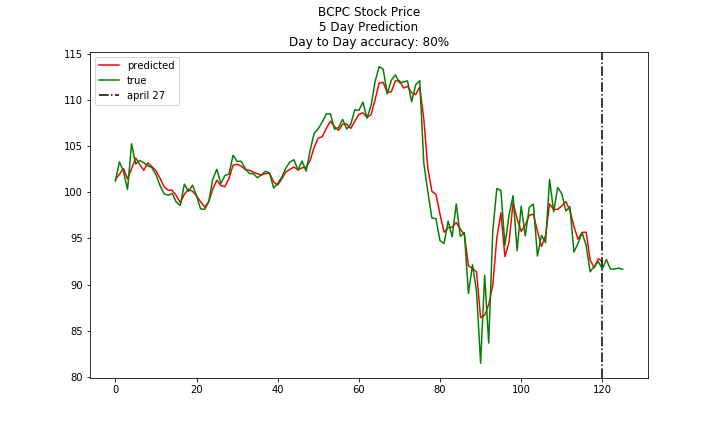 BCPC Stock Price
5 Day Prediction
Day to Day accuracy: 80%
115
110
105
100
95
90
85
80
predicted
true
april 27
0
20
40
60
80
100
120